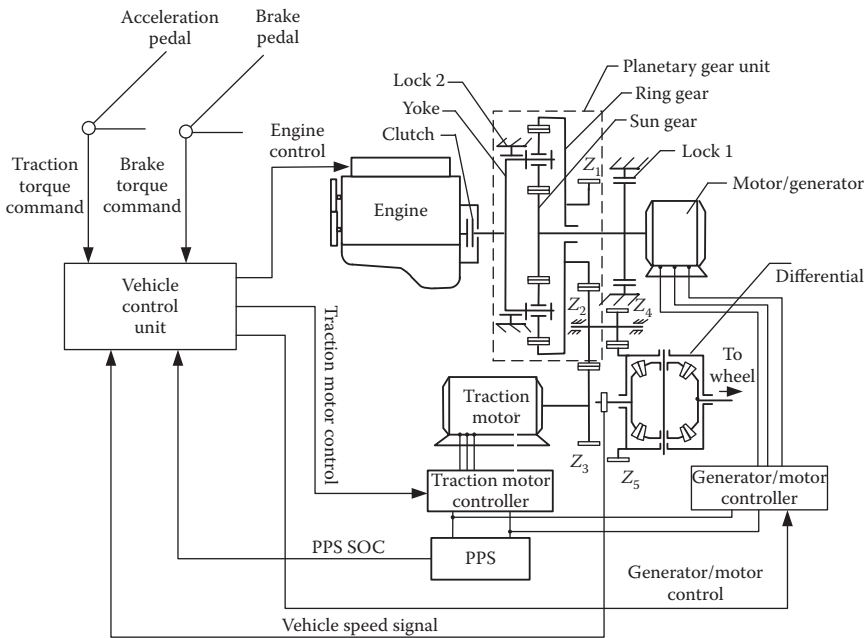 Acceleration
pedal
Brake
pedal
Lock 2
Yoke
Clutch
Planetary gear unit
Ring gear
Sun gear
Lock 1
Motor/generator
Engine
control
Traction
torque
command
Brake
torque
command
Engine
Z1
Z2
Z4
Differential
To
wheel
Vehicle
control
unit
Traction motor control
Traction
motor
Z3
Z5
Traction motor
controller
Generator/motor
controller
PPS SOC
PPS
Generator/motor
control
Vehicle speed signal